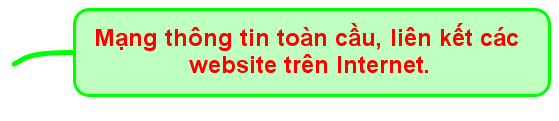 Mạng thông tin toàn cầu, liên kết các
website trên Internet.